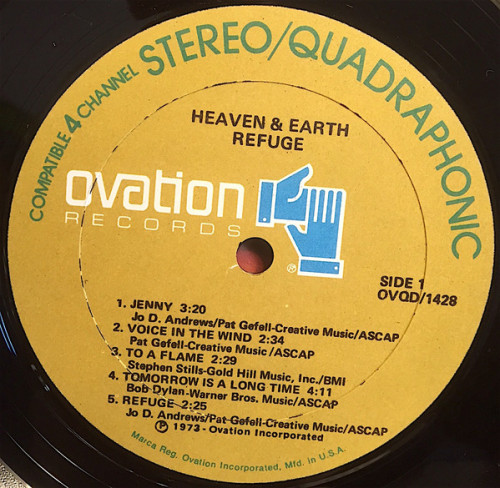 COMPATIBLE 4 CHANNEL STEREO/QUADRAPHONIC
HEAVEN & EARTH
REFUGE
ovation
RECORDS
®
SIDE 1
OVQD/1428
1. JENNY 3:20
Jo D. Andrews/Pat Gefell-Creative Music/ASCAP
2. VOICE IN THE WIND 2:34
Pat Gefell-Creative Music/ASCAP
3. TO A FLAME 2:29
Stephen Stills-Gold Hill Music, Inc./BMI
4. TOMORROW IS A LONG TIME 4:11
Bob Dylan-Warner Bros. Music/ASCAP
5. REFUGE 2:25
Jo D. Andrews/Pat Gefell-Creative Music/ASCAP
℗ 1973-Ovation Incorporated
Marca Reg. Ovation Incorporated, Mfd. in U.S.A.